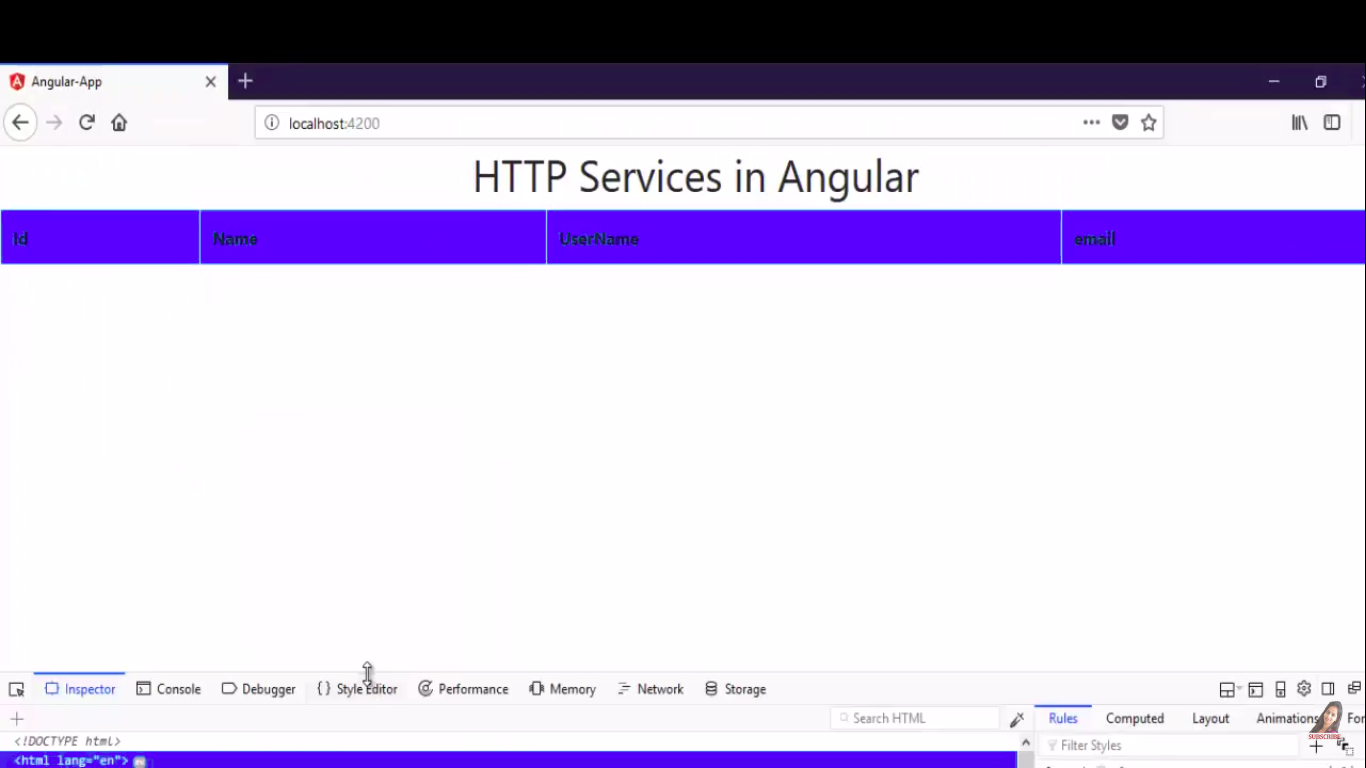 Angular-App
localhost:4200
HTTP Services in Angular
Id Name UserName email
Inspector Console Debugger { } Style Editor Performance Memory Network Storage
Search HTML Rules Computed Layout Animations
<!DOCTYPE html> Filter Styles
SUBSCRIBE
<html lang="en">